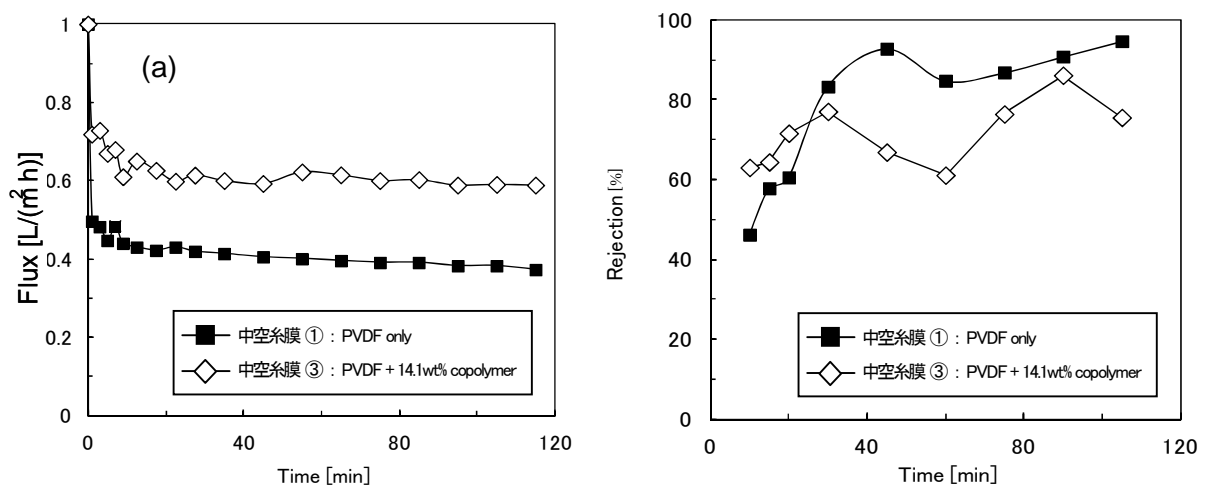 1
0.8
0.6
0.4
0.2
0
(a)
Flux [L/(m²h)]
中空糸膜 ① : PVDF only
中空糸膜 ③ : PVDF + 14.1wt% copolymer
0 40 80 120
Time [min]
100
80
60
40
20
0
Rejection [%]
中空糸膜 ① : PVDF only
中空糸膜 ③ : PVDF + 14.1wt% copolymer
0 40 80 120
Time [min]